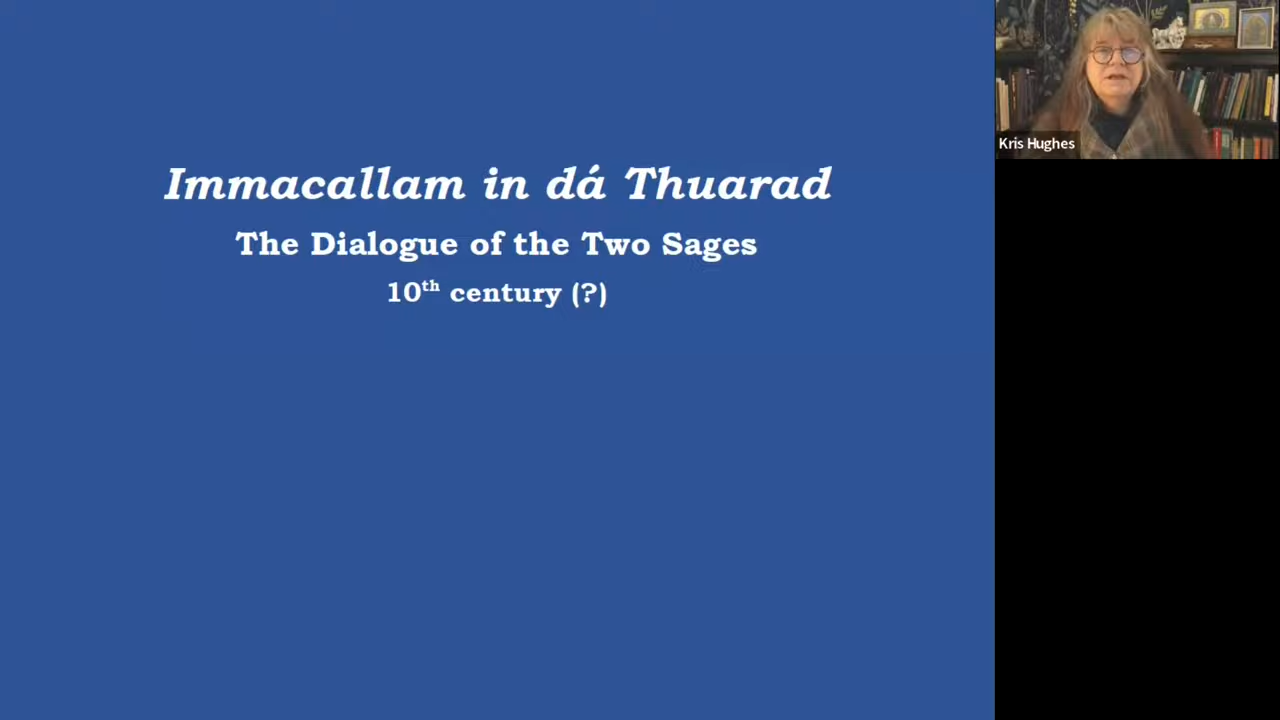 Immacallam in dá Thuarad
The Dialogue of the Two Sages
10th century (?)
Kris Hughes